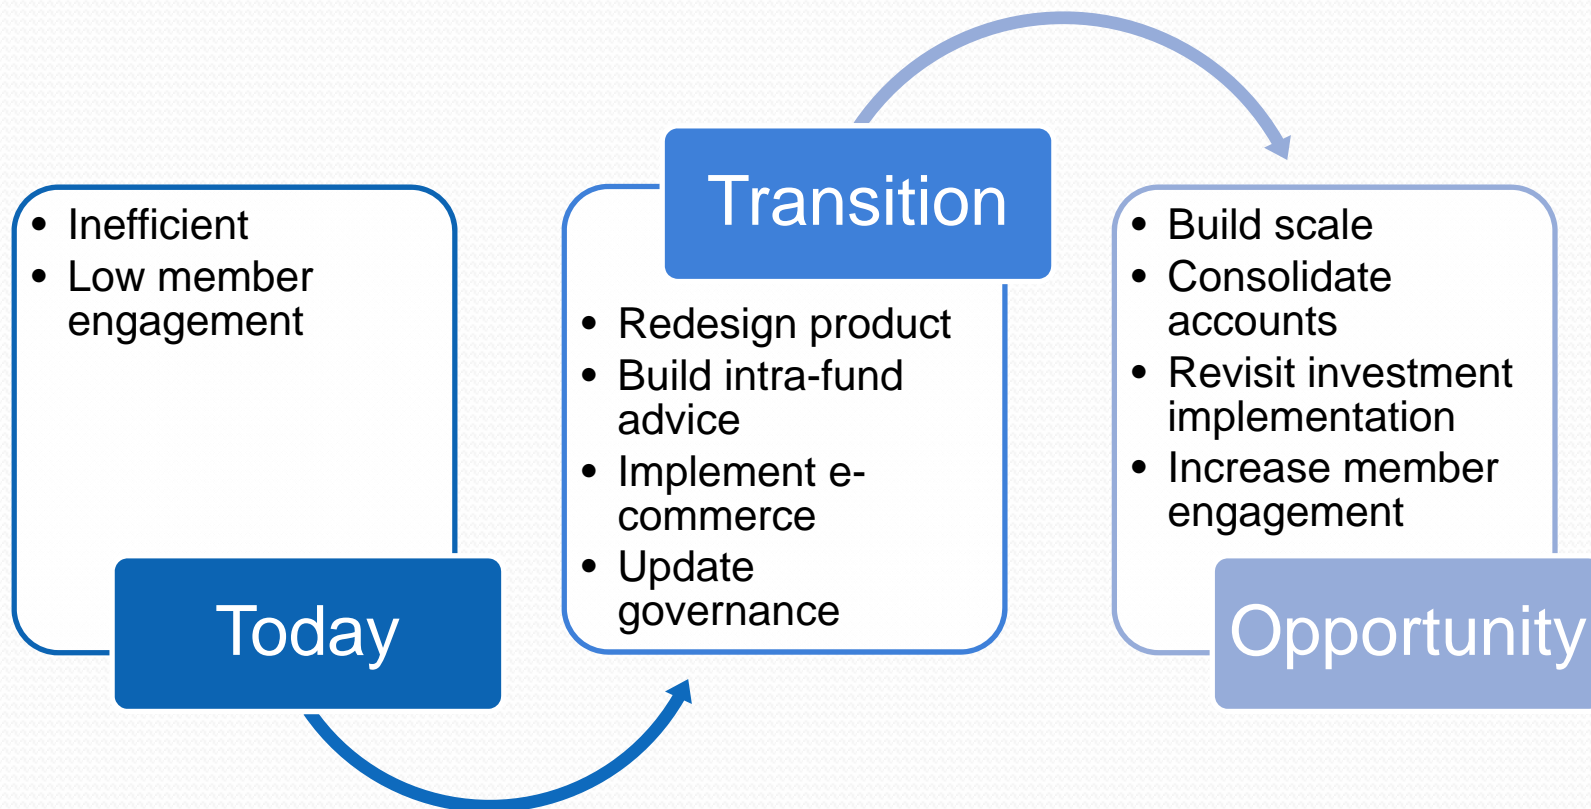 • Inefficient
• Low member
engagement
Today
Transition
• Redesign product
• Build intra-fund
advice
• Implement e-
commerce
• Update
governance
• Build scale
• Consolidate
accounts
• Revisit investment
implementation
• Increase member
engagement
Opportunity